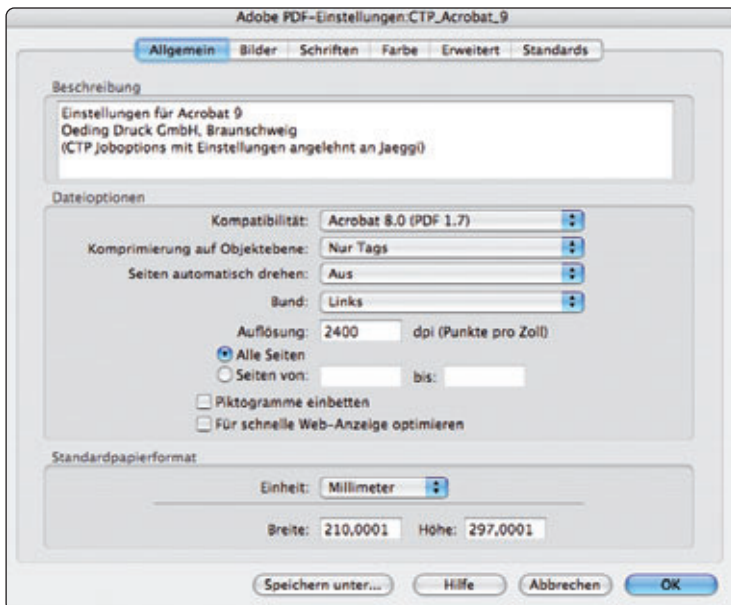 Adobe PDF-Einstellungen:CTP_Acrobat_9
Allgemein Bilder Schriften Farbe Erweitert Standards
Beschreibung
Einstellungen für Acrobat 9
Oeding Druck GmbH, Braunschweig
(CTP Joboptions mit Einstellungen angelehnt an Jaeggi)
Dateioptionen
Kompatibilität: Acrobat 8.0 (PDF 1.7)
Komprimierung auf Objektebene: Nur Tags
Seiten automatisch drehen: Aus
Bund: Links
Auflösung: 2400 dpi (Punkte pro Zoll)
Alle Seiten
Seiten von: bis:
Piktogramme einbetten
Für schnelle Web-Anzeige optimieren
Standardpapierformat
Einheit: Millimeter
Breite: 210,0001 Höhe: 297,0001
Speichern unter... Hilfe Abbrechen OK